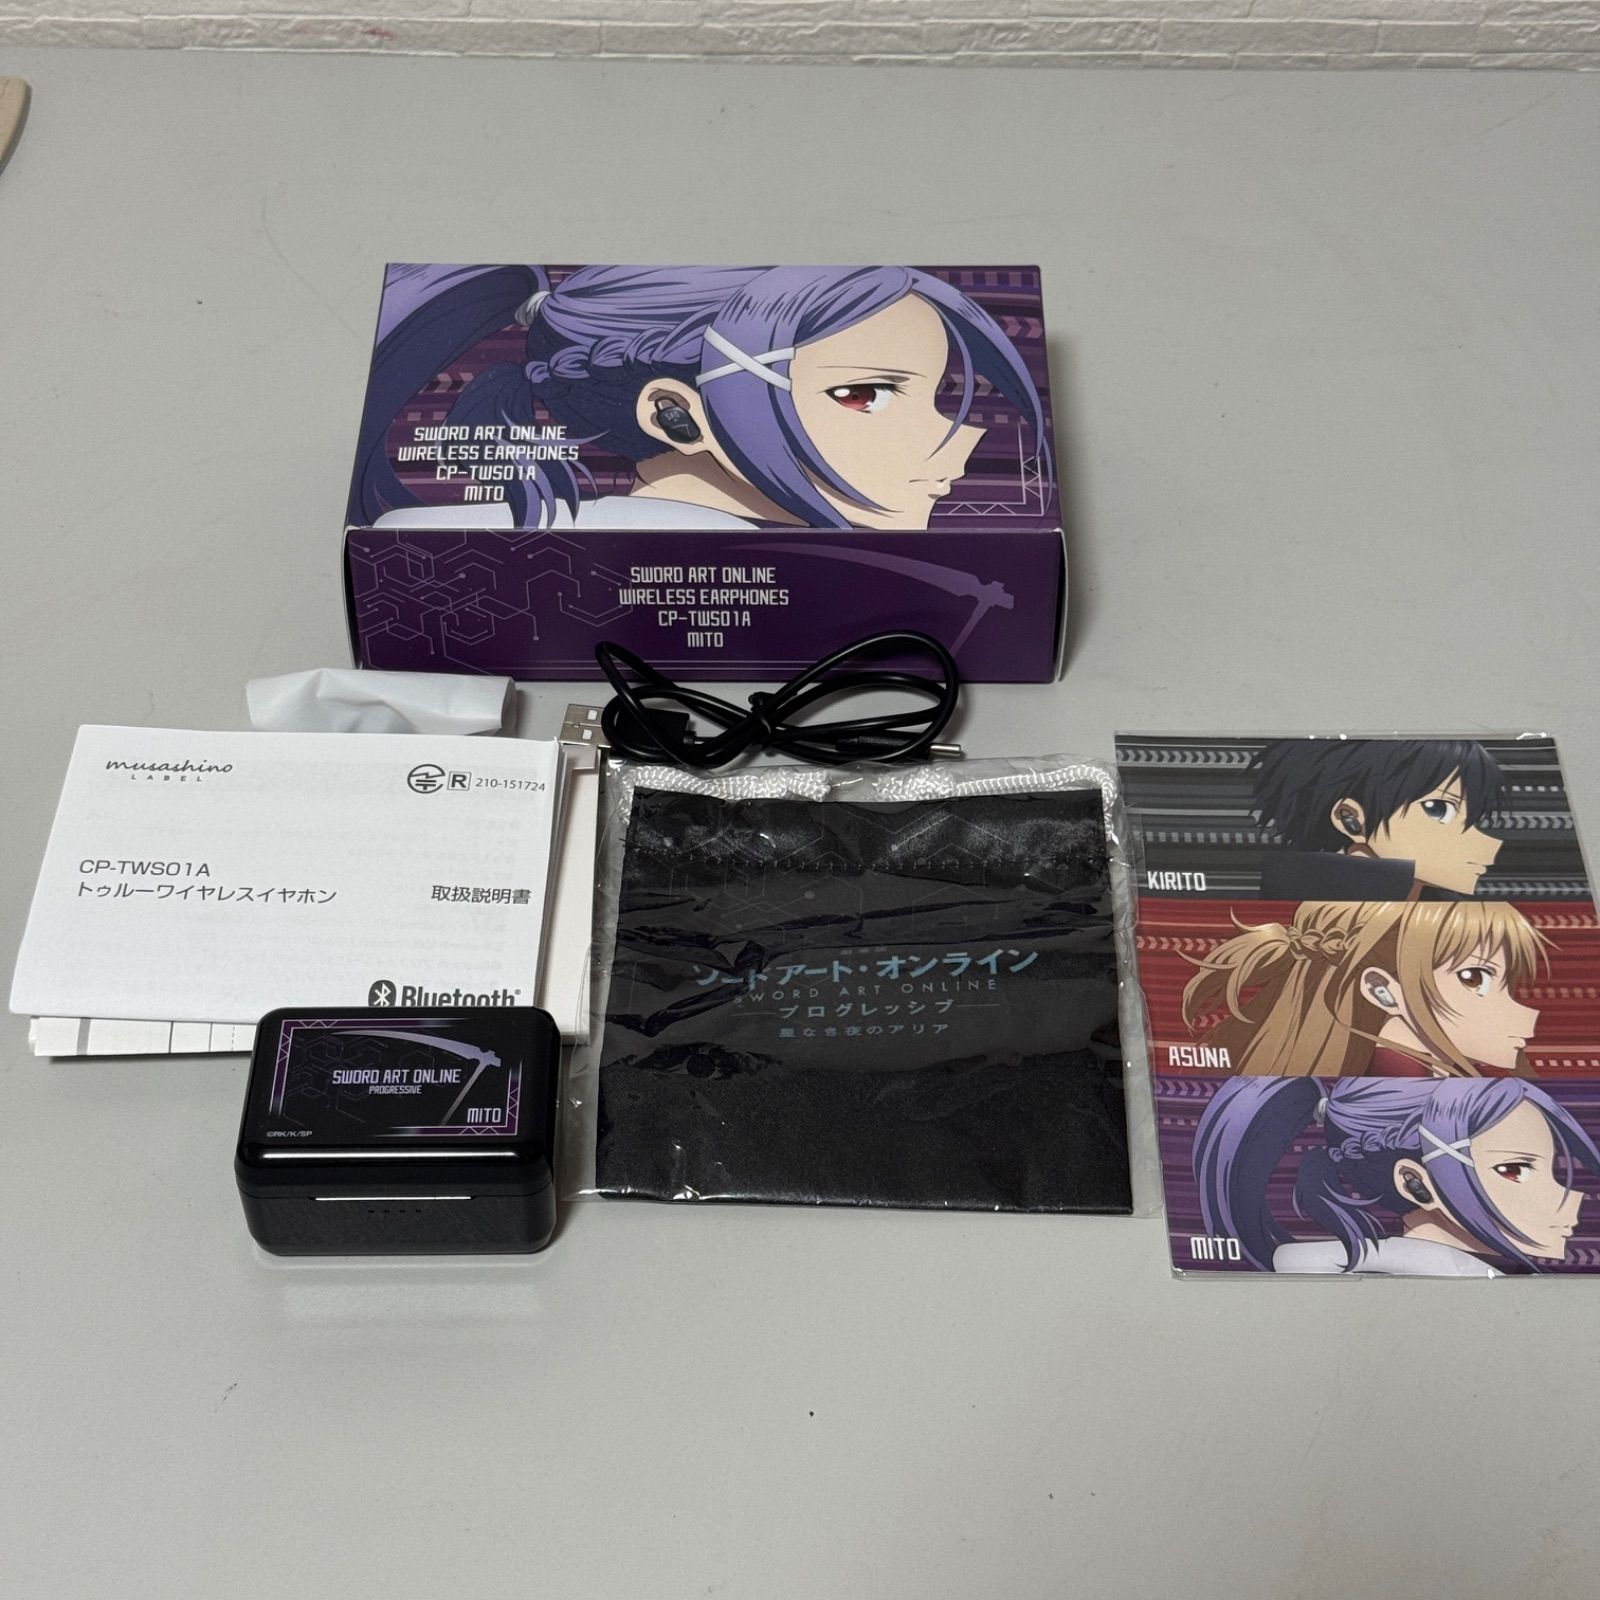 SWORD ART ONLINE
WIRELESS EARPHONES
CP-TWS01A
MITO
SAO
SWORD ART ONLINE
WIRELESS EARPHONES
CP-TWS01A
MITO
musashino
LABEL
R 210-151724
CP-TWS01A
トゥルーワイヤレスイヤホン 取扱説明書
Bluetooth®
SWORD ART ONLINE
PROGRESSIVE
MITO
©RK/K/SP
ソードアート・オンライン
SWORD ART ONLINE
プログレッシブ
星なき夜のアリア
KIRITO
ASUNA
MITO